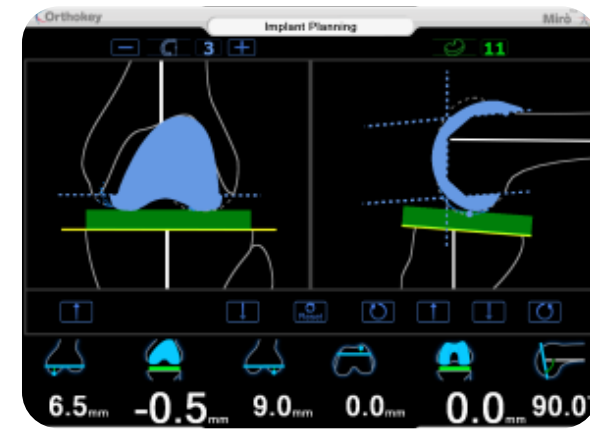 Orthokey
Implant Planning
Mirò
3
11
Reset
6.5mm
-0.5mm
9.0mm
0.0mm
0.0mm
90.0°